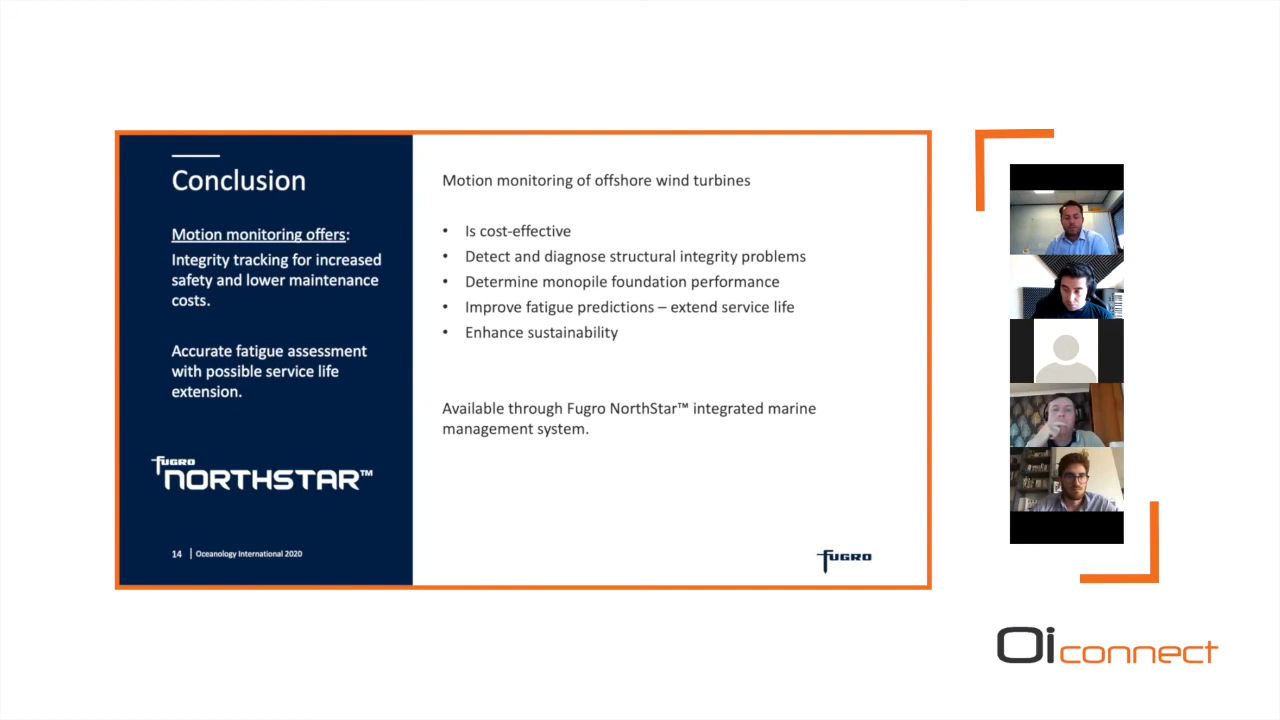 Conclusion
Motion monitoring offers:
Integrity tracking for increased
safety and lower maintenance
costs.
Accurate fatigue assessment
with possible service life
extension.
FUGRO
NORTHSTAR™
14 | Oceanology International 2020
Motion monitoring of offshore wind turbines
• Is cost-effective
• Detect and diagnose structural integrity problems
• Determine monopile foundation performance
• Improve fatigue predictions – extend service life
• Enhance sustainability
Available through Fugro NorthStar™ integrated marine
management system.
FUGRO
Oi connect